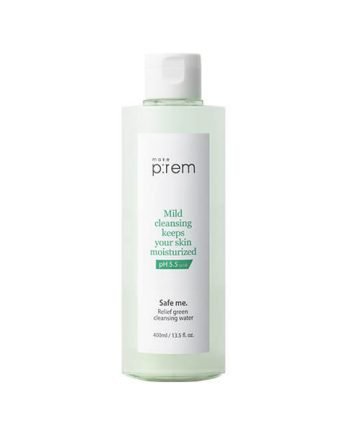 make
p:rem
Mild
cleansing
keeps
your skin
moisturized
pH 5.5
Safe me.
Relief green
cleansing water
400ml / 13.5 fl. oz.